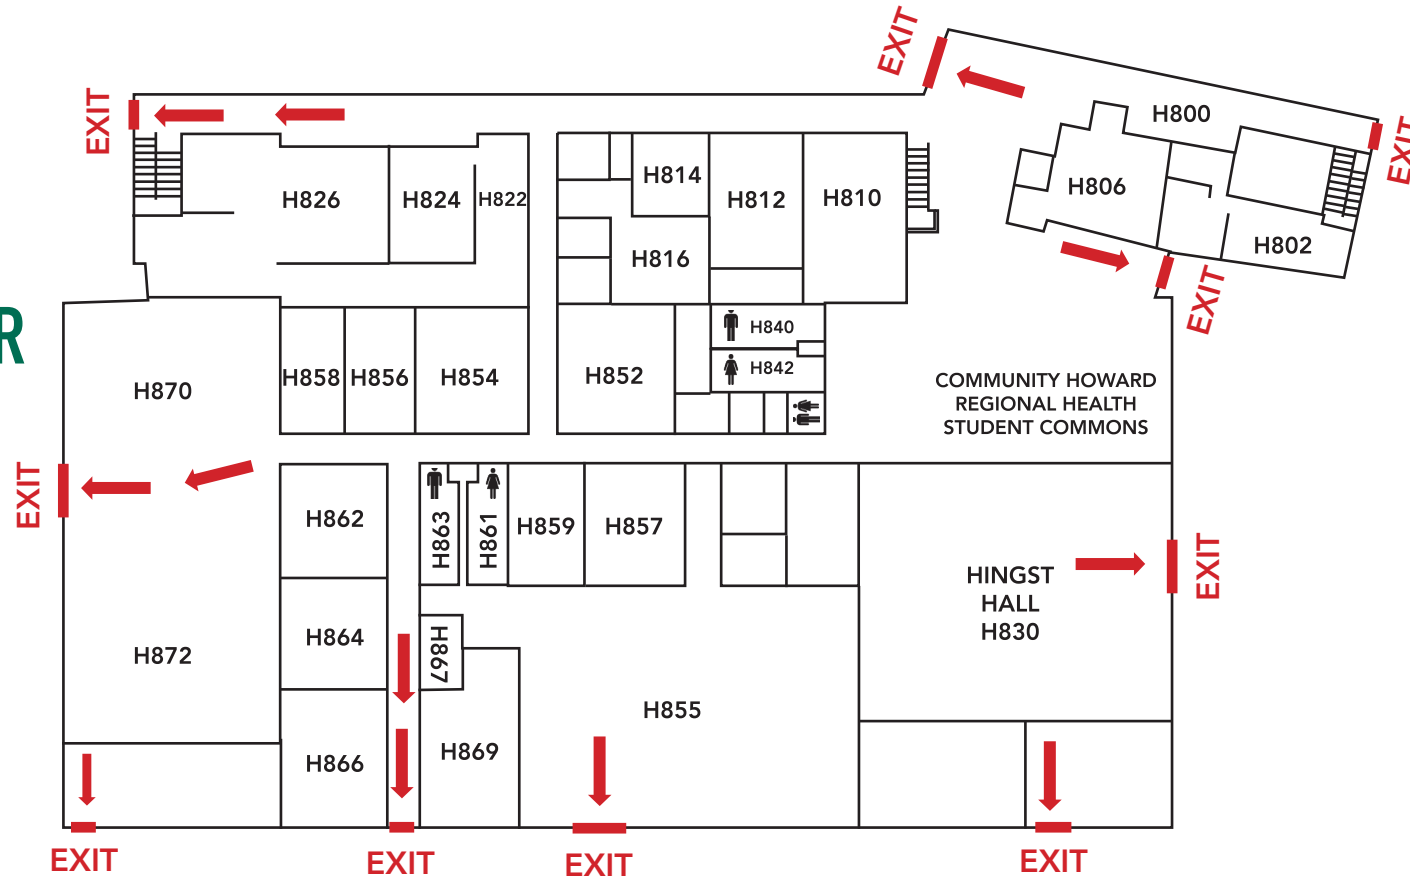 EXIT
EXIT
EXIT
H800
H814
H806
H826
H824
H822
H812
H810
H802
H816
EXIT
R
H840
H842
H858
H856
H854
H852
H870
COMMUNITY HOWARD
REGIONAL HEALTH
STUDENT COMMONS
EXIT
H862
H863
H861
H859
H857
HINGST
HALL
H830
EXIT
H864
H867
H872
H855
H866
H869
EXIT
EXIT
EXIT
EXIT